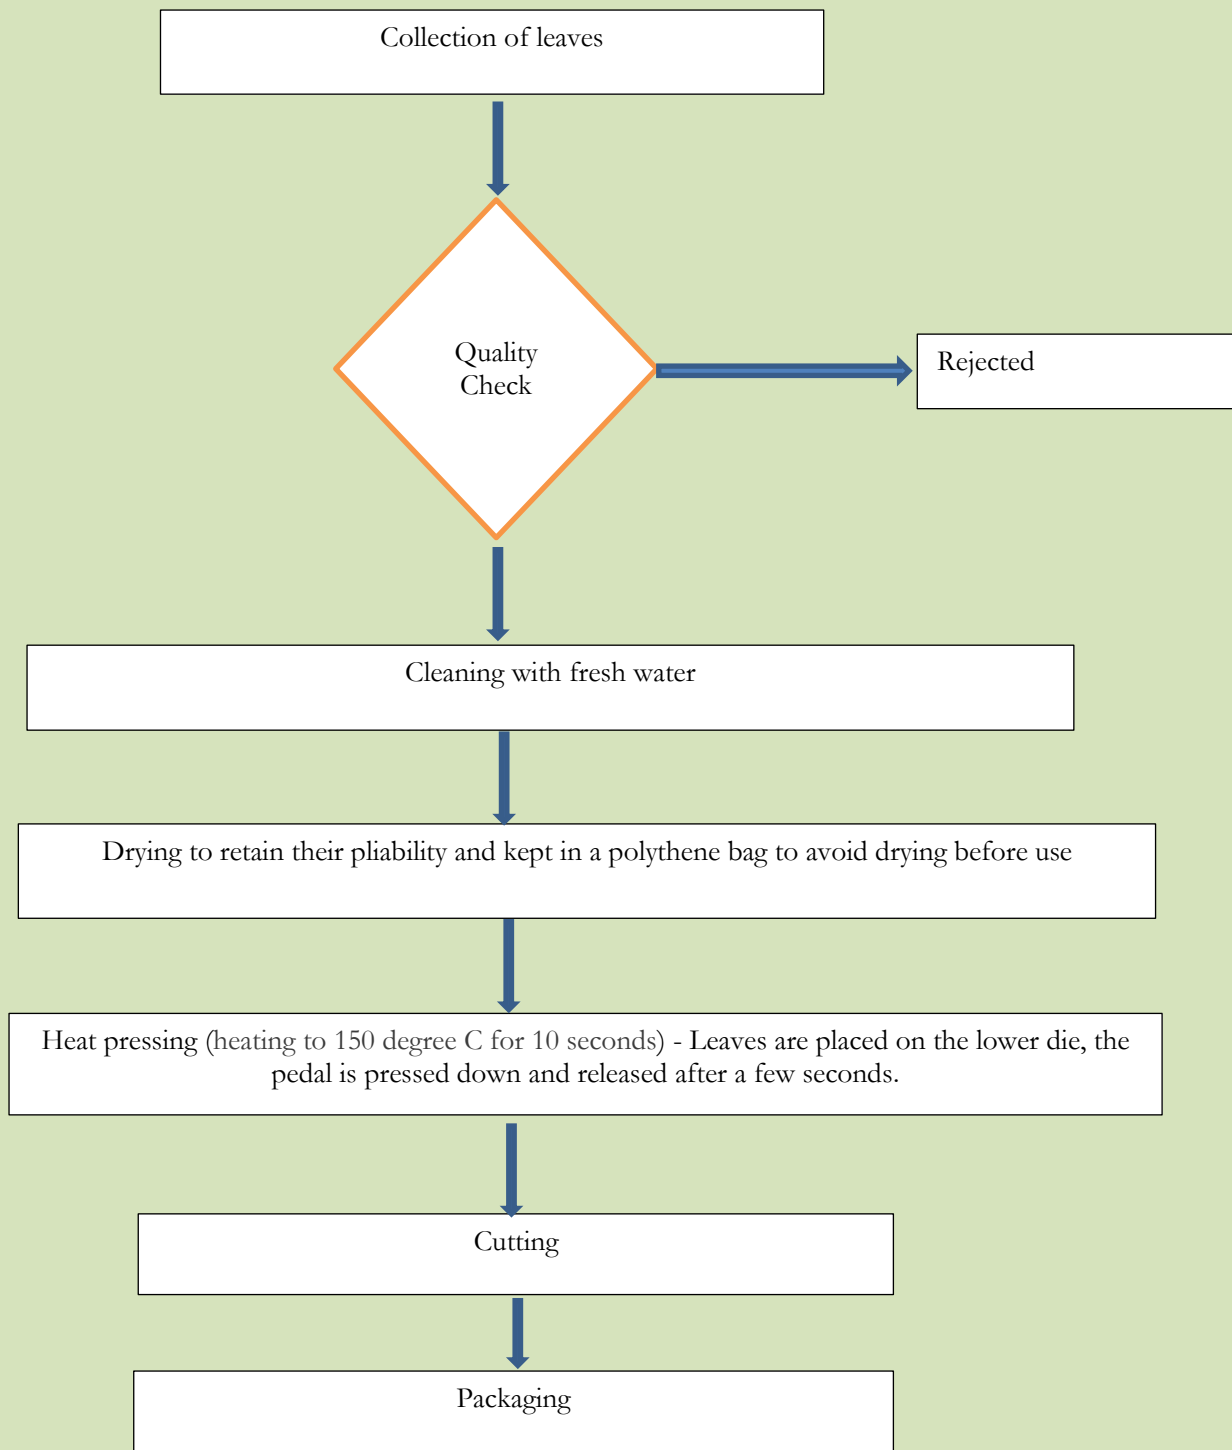 Collection of leaves
Quality
Check
Rejected
Cleaning with fresh water
Drying to retain their pliability and kept in a polythene bag to avoid drying before use
Heat pressing (heating to 150 degree C for 10 seconds) - Leaves are placed on the lower die, the
pedal is pressed down and released after a few seconds.
Cutting
Packaging